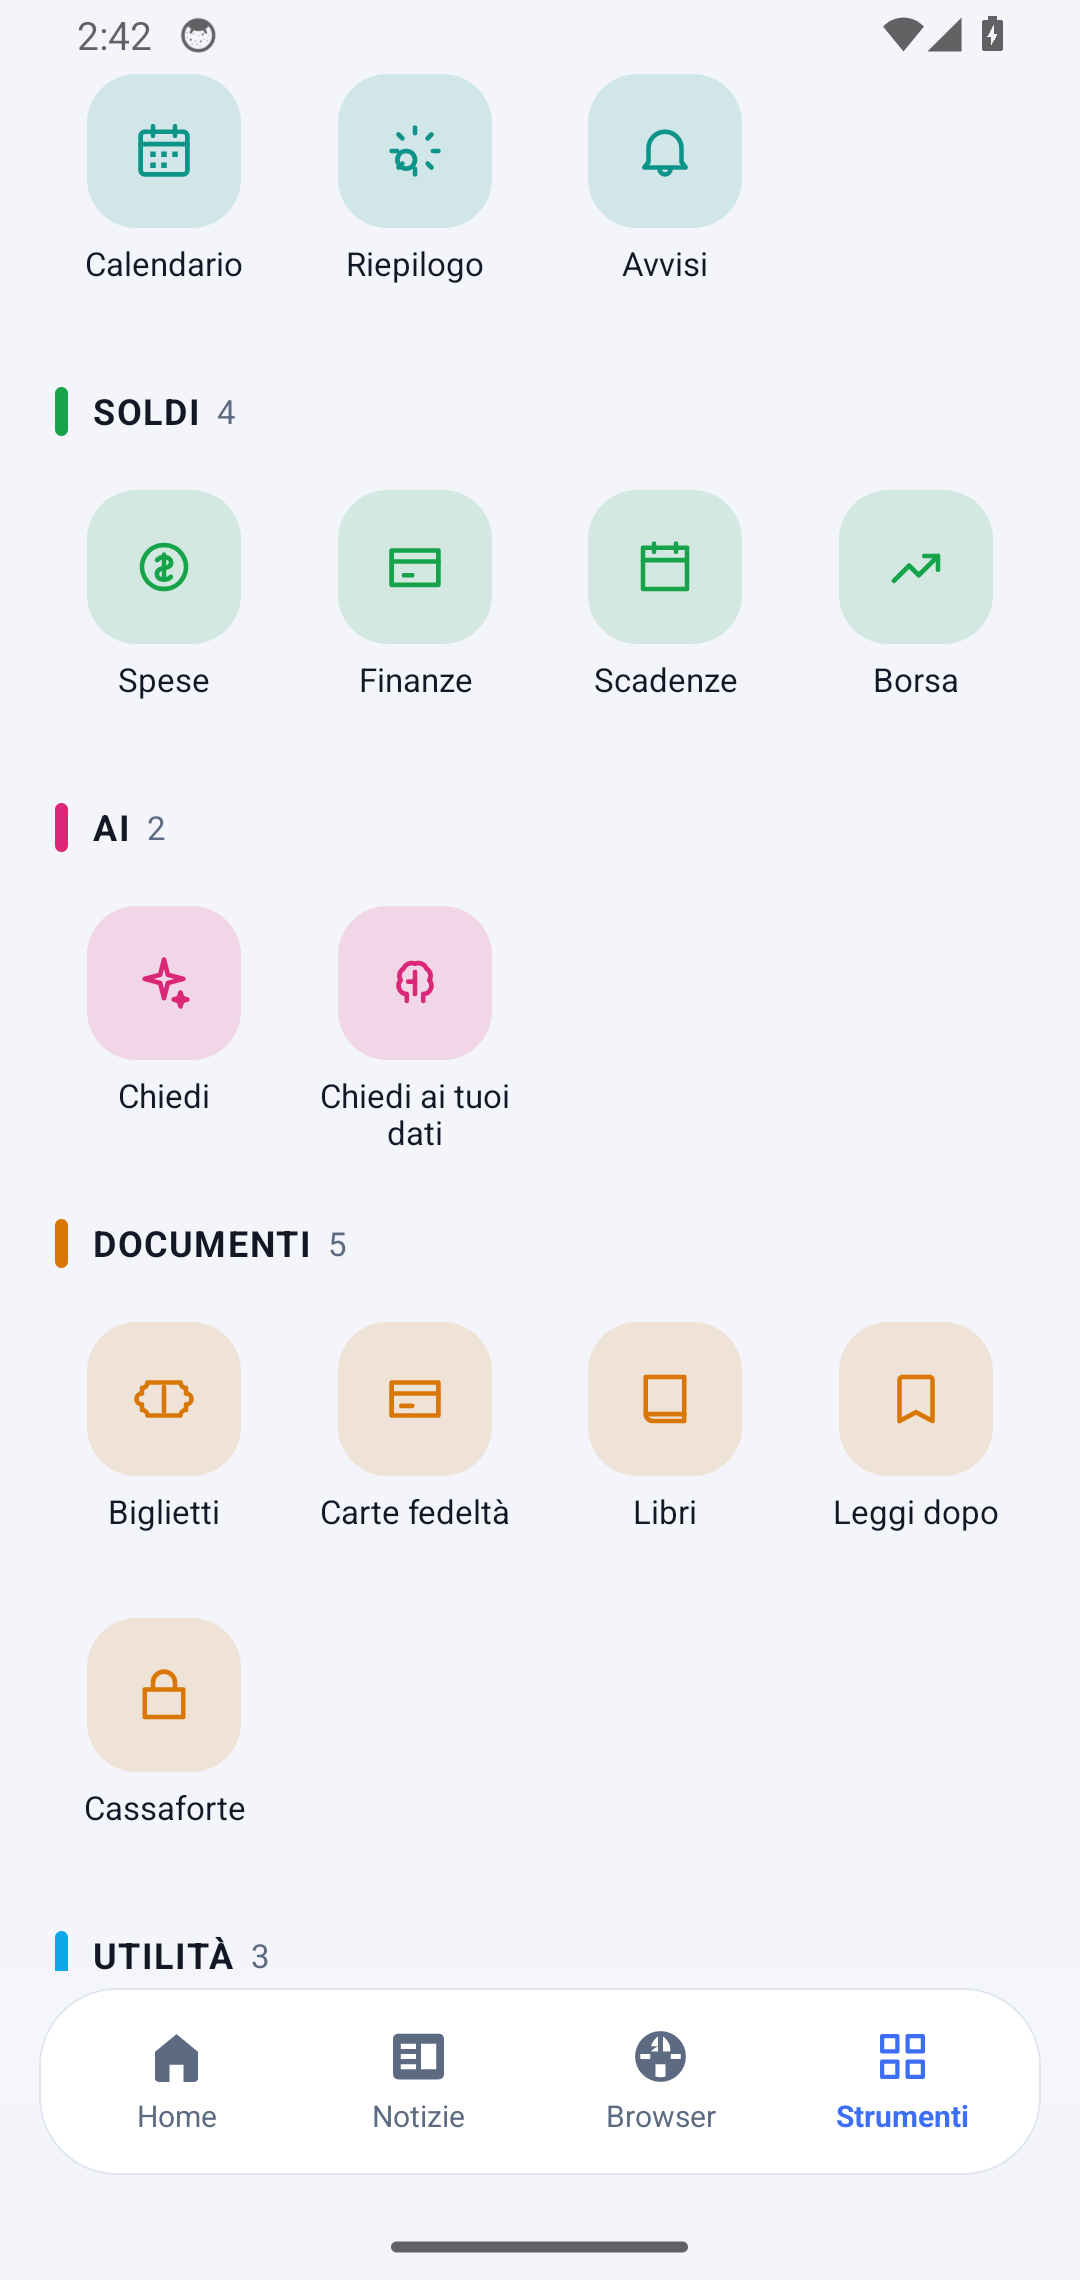 2:42
Calendario
Riepilogo
Avvisi
SOLDI 4
Spese
Finanze
Scadenze
Borsa
AI 2
Chiedi
Chiedi ai tuoi
dati
DOCUMENTI 5
Biglietti
Carte fedeltà
Libri
Leggi dopo
Cassaforte
UTILITÀ 3
Home
Notizie
Browser
Strumenti